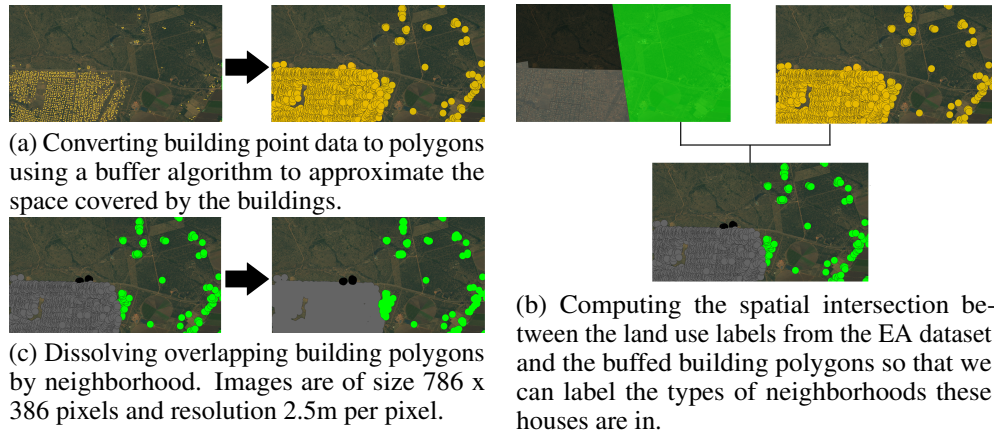 (a) Converting building point data to polygons
using a buffer algorithm to approximate the
space covered by the buildings.
(b) Computing the spatial intersection be-
tween the land use labels from the EA dataset
and the buffed building polygons so that we
can label the types of neighborhoods these
houses are in.
(c) Dissolving overlapping building polygons
by neighborhood. Images are of size 786 x
386 pixels and resolution 2.5m per pixel.